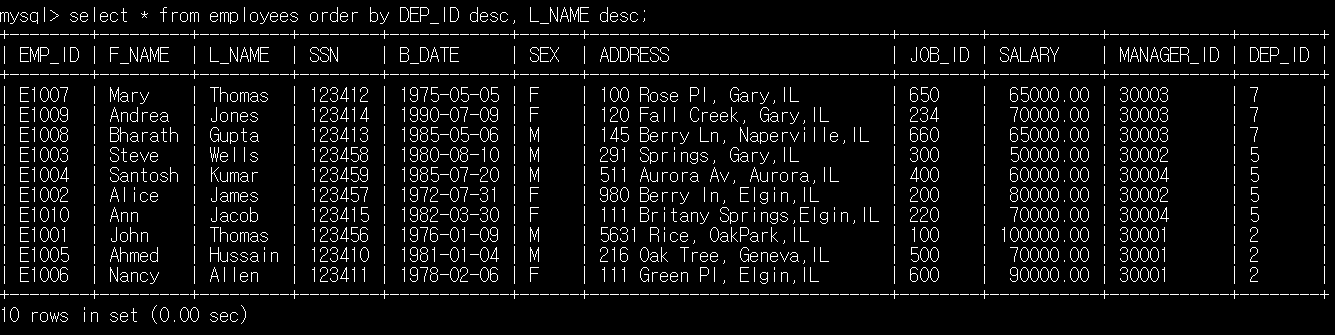 mysql> select * from employees order by DEP_ID desc, L_NAME desc;
+--------+---------+---------+--------+------------+------+------------------------------+--------+-----------+------------+--------+
| EMP_ID | F_NAME | L_NAME | SSN | B_DATE | SEX | ADDRESS | JOB_ID | SALARY | MANAGER_ID | DEP_ID |
+--------+---------+---------+--------+------------+------+------------------------------+--------+-----------+------------+--------+
| E1007 | Mary | Thomas | 123412 | 1975-05-05 | F | 100 Rose Pl, Gary,IL | 650 | 65000.00 | 30003 | 7 |
| E1009 | Andrea | Jones | 123414 | 1990-07-09 | F | 120 Fall Creek, Gary,IL | 234 | 70000.00 | 30003 | 7 |
| E1008 | Bharath | Gupta | 123413 | 1985-05-06 | M | 145 Berry Ln, Naperville,IL | 660 | 65000.00 | 30003 | 7 |
| E1003 | Steve | Wells | 123458 | 1980-08-10 | M | 291 Springs, Gary,IL | 300 | 50000.00 | 30002 | 5 |
| E1004 | Santosh | Kumar | 123459 | 1985-07-20 | M | 511 Aurora Av, Aurora,IL | 400 | 60000.00 | 30004 | 5 |
| E1002 | Alice | James | 123457 | 1972-07-31 | F | 980 Berry ln, Elgin,IL | 200 | 80000.00 | 30002 | 5 |
| E1010 | Ann | Jacob | 123415 | 1982-03-30 | F | 111 Britany Springs,Elgin,IL | 220 | 70000.00 | 30004 | 5 |
| E1001 | John | Thomas | 123456 | 1976-01-09 | M | 5631 Rice, OakPark,IL | 100 | 100000.00 | 30001 | 2 |
| E1005 | Ahmed | Hussain | 123410 | 1981-01-04 | M | 216 Oak Tree, Geneva,IL | 500 | 70000.00 | 30001 | 2 |
| E1006 | Nancy | Allen | 123411 | 1978-02-06 | F | 111 Green Pl, Elgin,IL | 600 | 90000.00 | 30001 | 2 |
+--------+---------+---------+--------+------------+------+------------------------------+--------+-----------+------------+--------+
10 rows in set (0.00 sec)